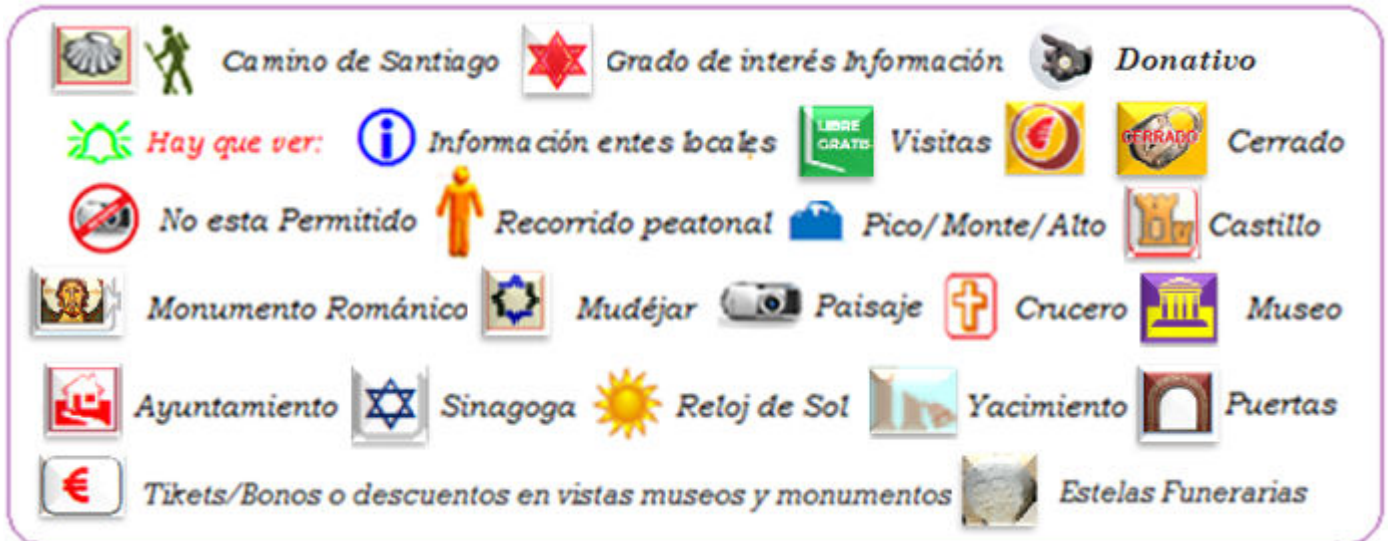 Camino de Santiago Grado de interés Información Donativo
Hay que ver: i Información entes locales LIBRE GRATIS Visitas € CERRADO Cerrado
No esta Permitido Recorrido peatonal Pico/Monte/Alto Castillo
Monumento Románico Mudéjar Paisaje Crucero Museo
Ayuntamiento Sinagoga Reloj de Sol Yacimiento Puertas
€ Tikets/Bonos o descuentos en vistas museos y monumentos Estelas Funerarias